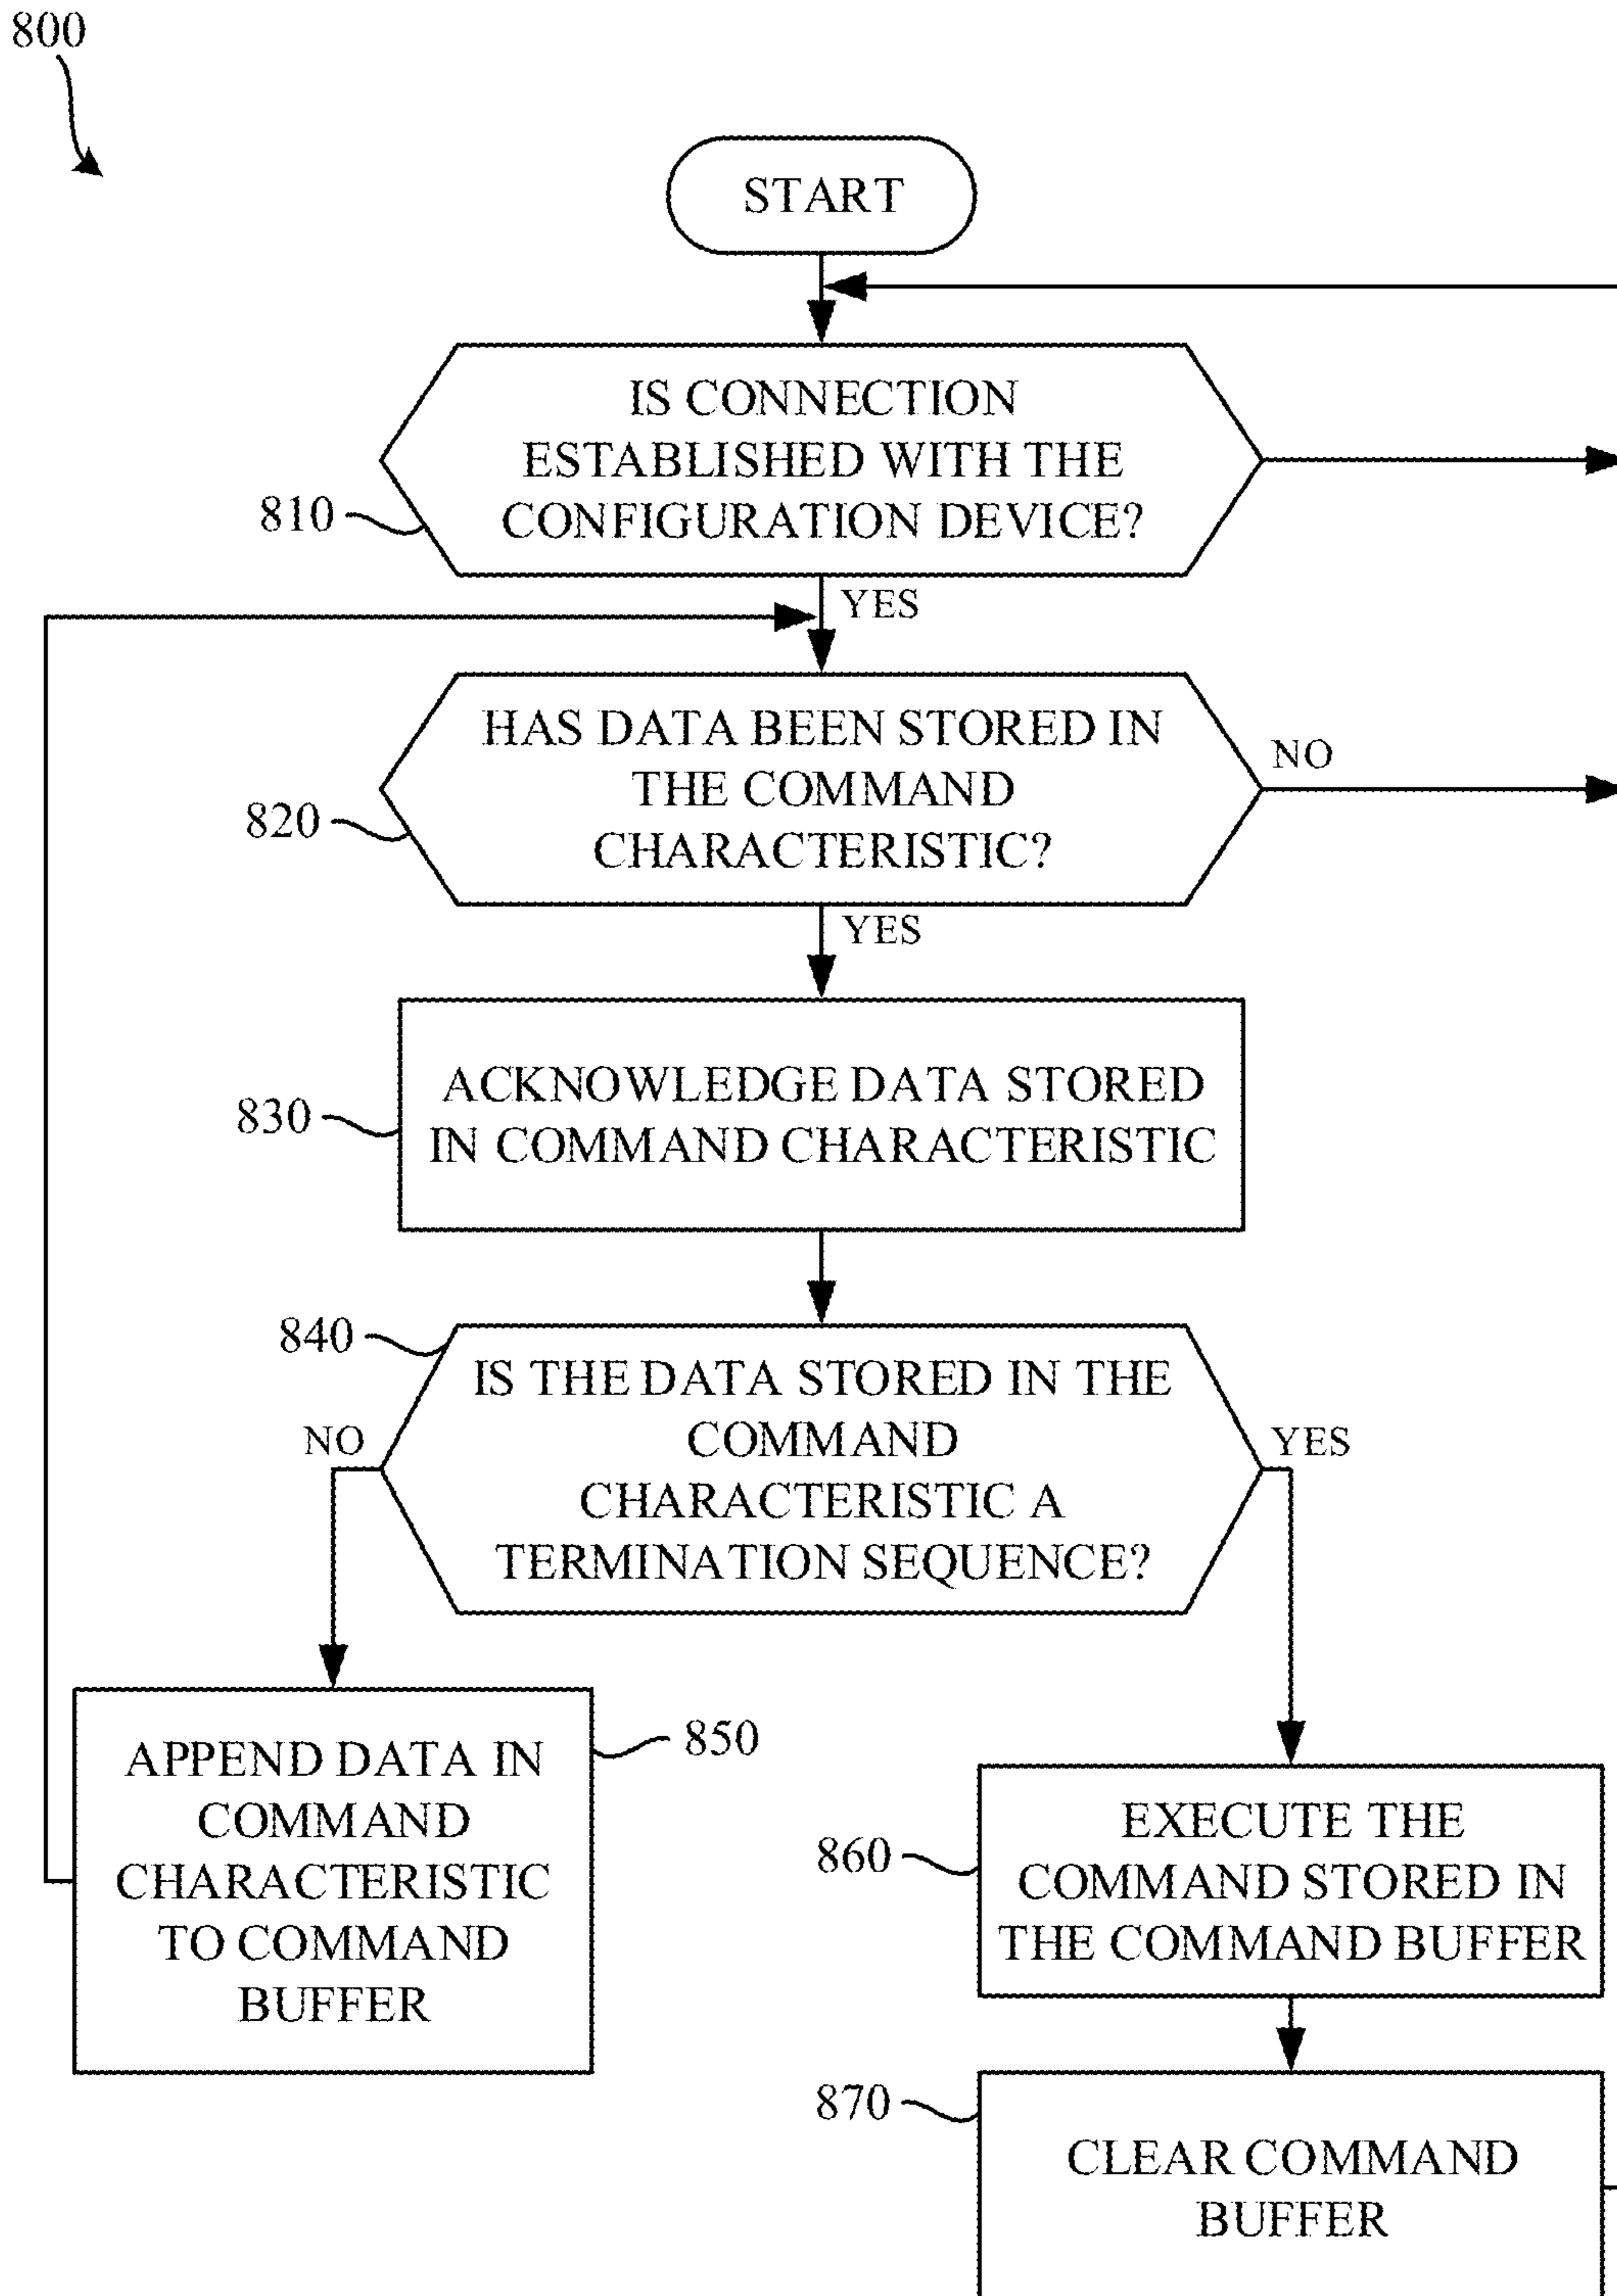 800
START
IS CONNECTION
ESTABLISHED WITH THE
CONFIGURATION DEVICE?
810
YES
HAS DATA BEEN STORED IN
THE COMMAND
CHARACTERISTIC?
NO
820
YES
ACKNOWLEDGE DATA STORED
IN COMMAND CHARACTERISTIC
830
840
IS THE DATA STORED IN THE
COMMAND
CHARACTERISTIC A
TERMINATION SEQUENCE?
NO
YES
APPEND DATA IN
COMMAND
CHARACTERISTIC
TO COMMAND
BUFFER
850
EXECUTE THE
COMMAND STORED IN
THE COMMAND BUFFER
860
870
CLEAR COMMAND
BUFFER